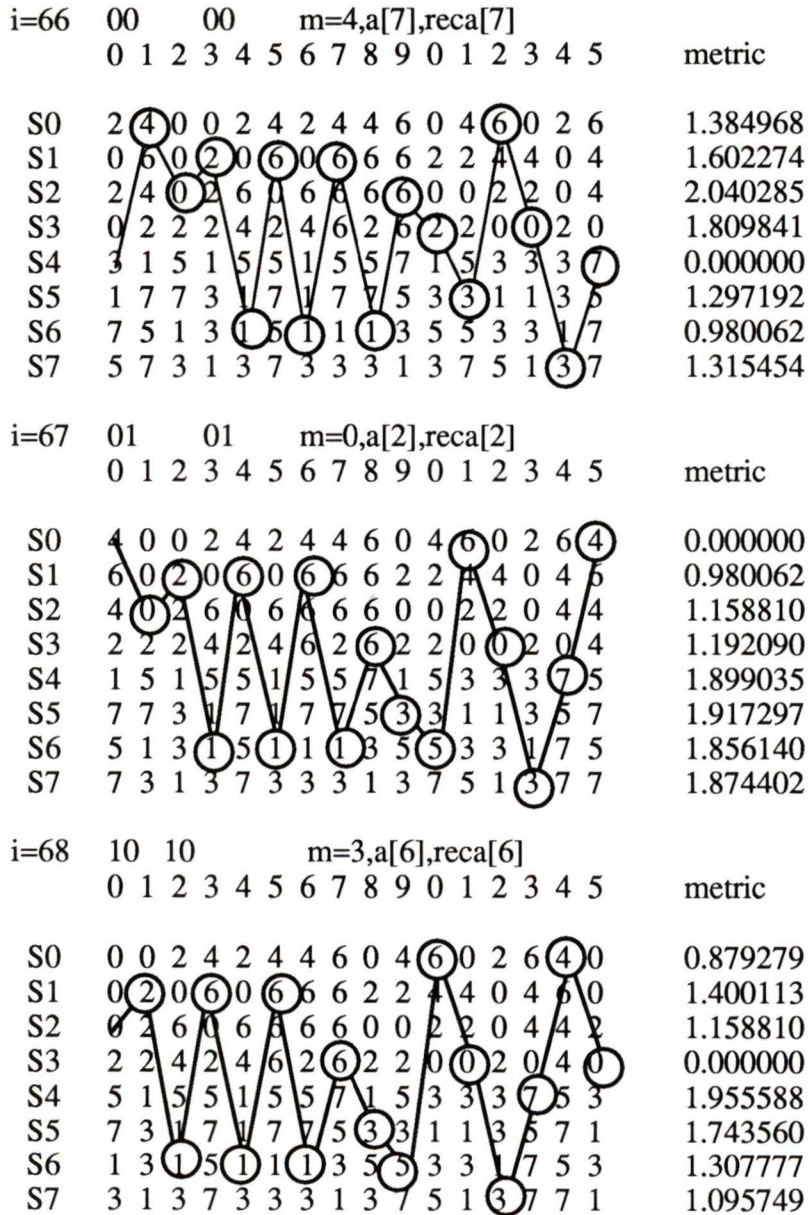 i=66 00 00 m=4,a[7],reca[7]
0 1 2 3 4 5 6 7 8 9 0 1 2 3 4 5 metric
S0 2 4 0 0 2 4 2 4 4 6 0 4 6 0 2 6 1.384968
S1 0 6 0 2 0 6 0 6 6 6 2 2 4 4 0 4 1.602274
S2 2 4 0 2 6 0 6 6 6 6 0 0 2 2 0 4 2.040285
S3 0 2 2 2 4 2 4 6 2 6 2 2 0 0 2 0 1.809841
S4 3 1 5 1 5 5 1 5 5 7 1 5 3 3 3 7 0.000000
S5 1 7 7 3 1 7 1 7 7 5 3 3 1 1 3 5 1.297192
S6 7 5 1 3 1 5 1 1 1 3 5 5 3 3 1 7 0.980062
S7 5 7 3 1 3 7 3 3 3 1 3 7 5 1 3 7 1.315454
i=67 01 01 m=0,a[2],reca[2]
0 1 2 3 4 5 6 7 8 9 0 1 2 3 4 5 metric
S0 4 0 0 2 4 2 4 4 6 0 4 6 0 2 6 4 0.000000
S1 6 0 2 0 6 0 6 6 6 2 2 4 4 0 4 6 0.980062
S2 4 0 2 6 0 6 6 6 6 0 0 2 2 0 4 4 1.158810
S3 2 2 2 4 2 4 6 2 6 2 2 0 0 2 0 4 1.192090
S4 1 5 1 5 5 1 5 5 7 1 5 3 3 3 7 5 1.899035
S5 7 7 3 1 7 1 7 7 5 3 3 1 1 3 5 7 1.917297
S6 5 1 3 1 5 1 1 1 3 5 5 3 3 1 7 5 1.856140
S7 7 3 1 3 7 3 3 3 1 3 7 5 1 3 7 7 1.874402
i=68 10 10 m=3,a[6],reca[6]
0 1 2 3 4 5 6 7 8 9 0 1 2 3 4 5 metric
S0 0 0 2 4 2 4 4 6 0 4 6 0 2 6 4 0 0.879279
S1 0 2 0 6 0 6 6 6 2 2 4 4 0 4 6 0 1.400113
S2 0 2 6 0 6 6 6 6 0 0 2 2 0 4 4 2 1.158810
S3 2 2 4 2 4 6 2 6 2 2 0 0 2 0 4 0 0.000000
S4 5 1 5 5 1 5 5 7 1 5 3 3 3 7 5 3 1.955588
S5 7 3 1 7 1 7 7 5 3 3 1 1 3 5 7 1 1.743560
S6 1 3 1 5 1 1 1 3 5 5 3 3 1 7 5 3 1.307777
S7 3 1 3 7 3 3 3 1 3 7 5 1 3 7 7 1 1.095749